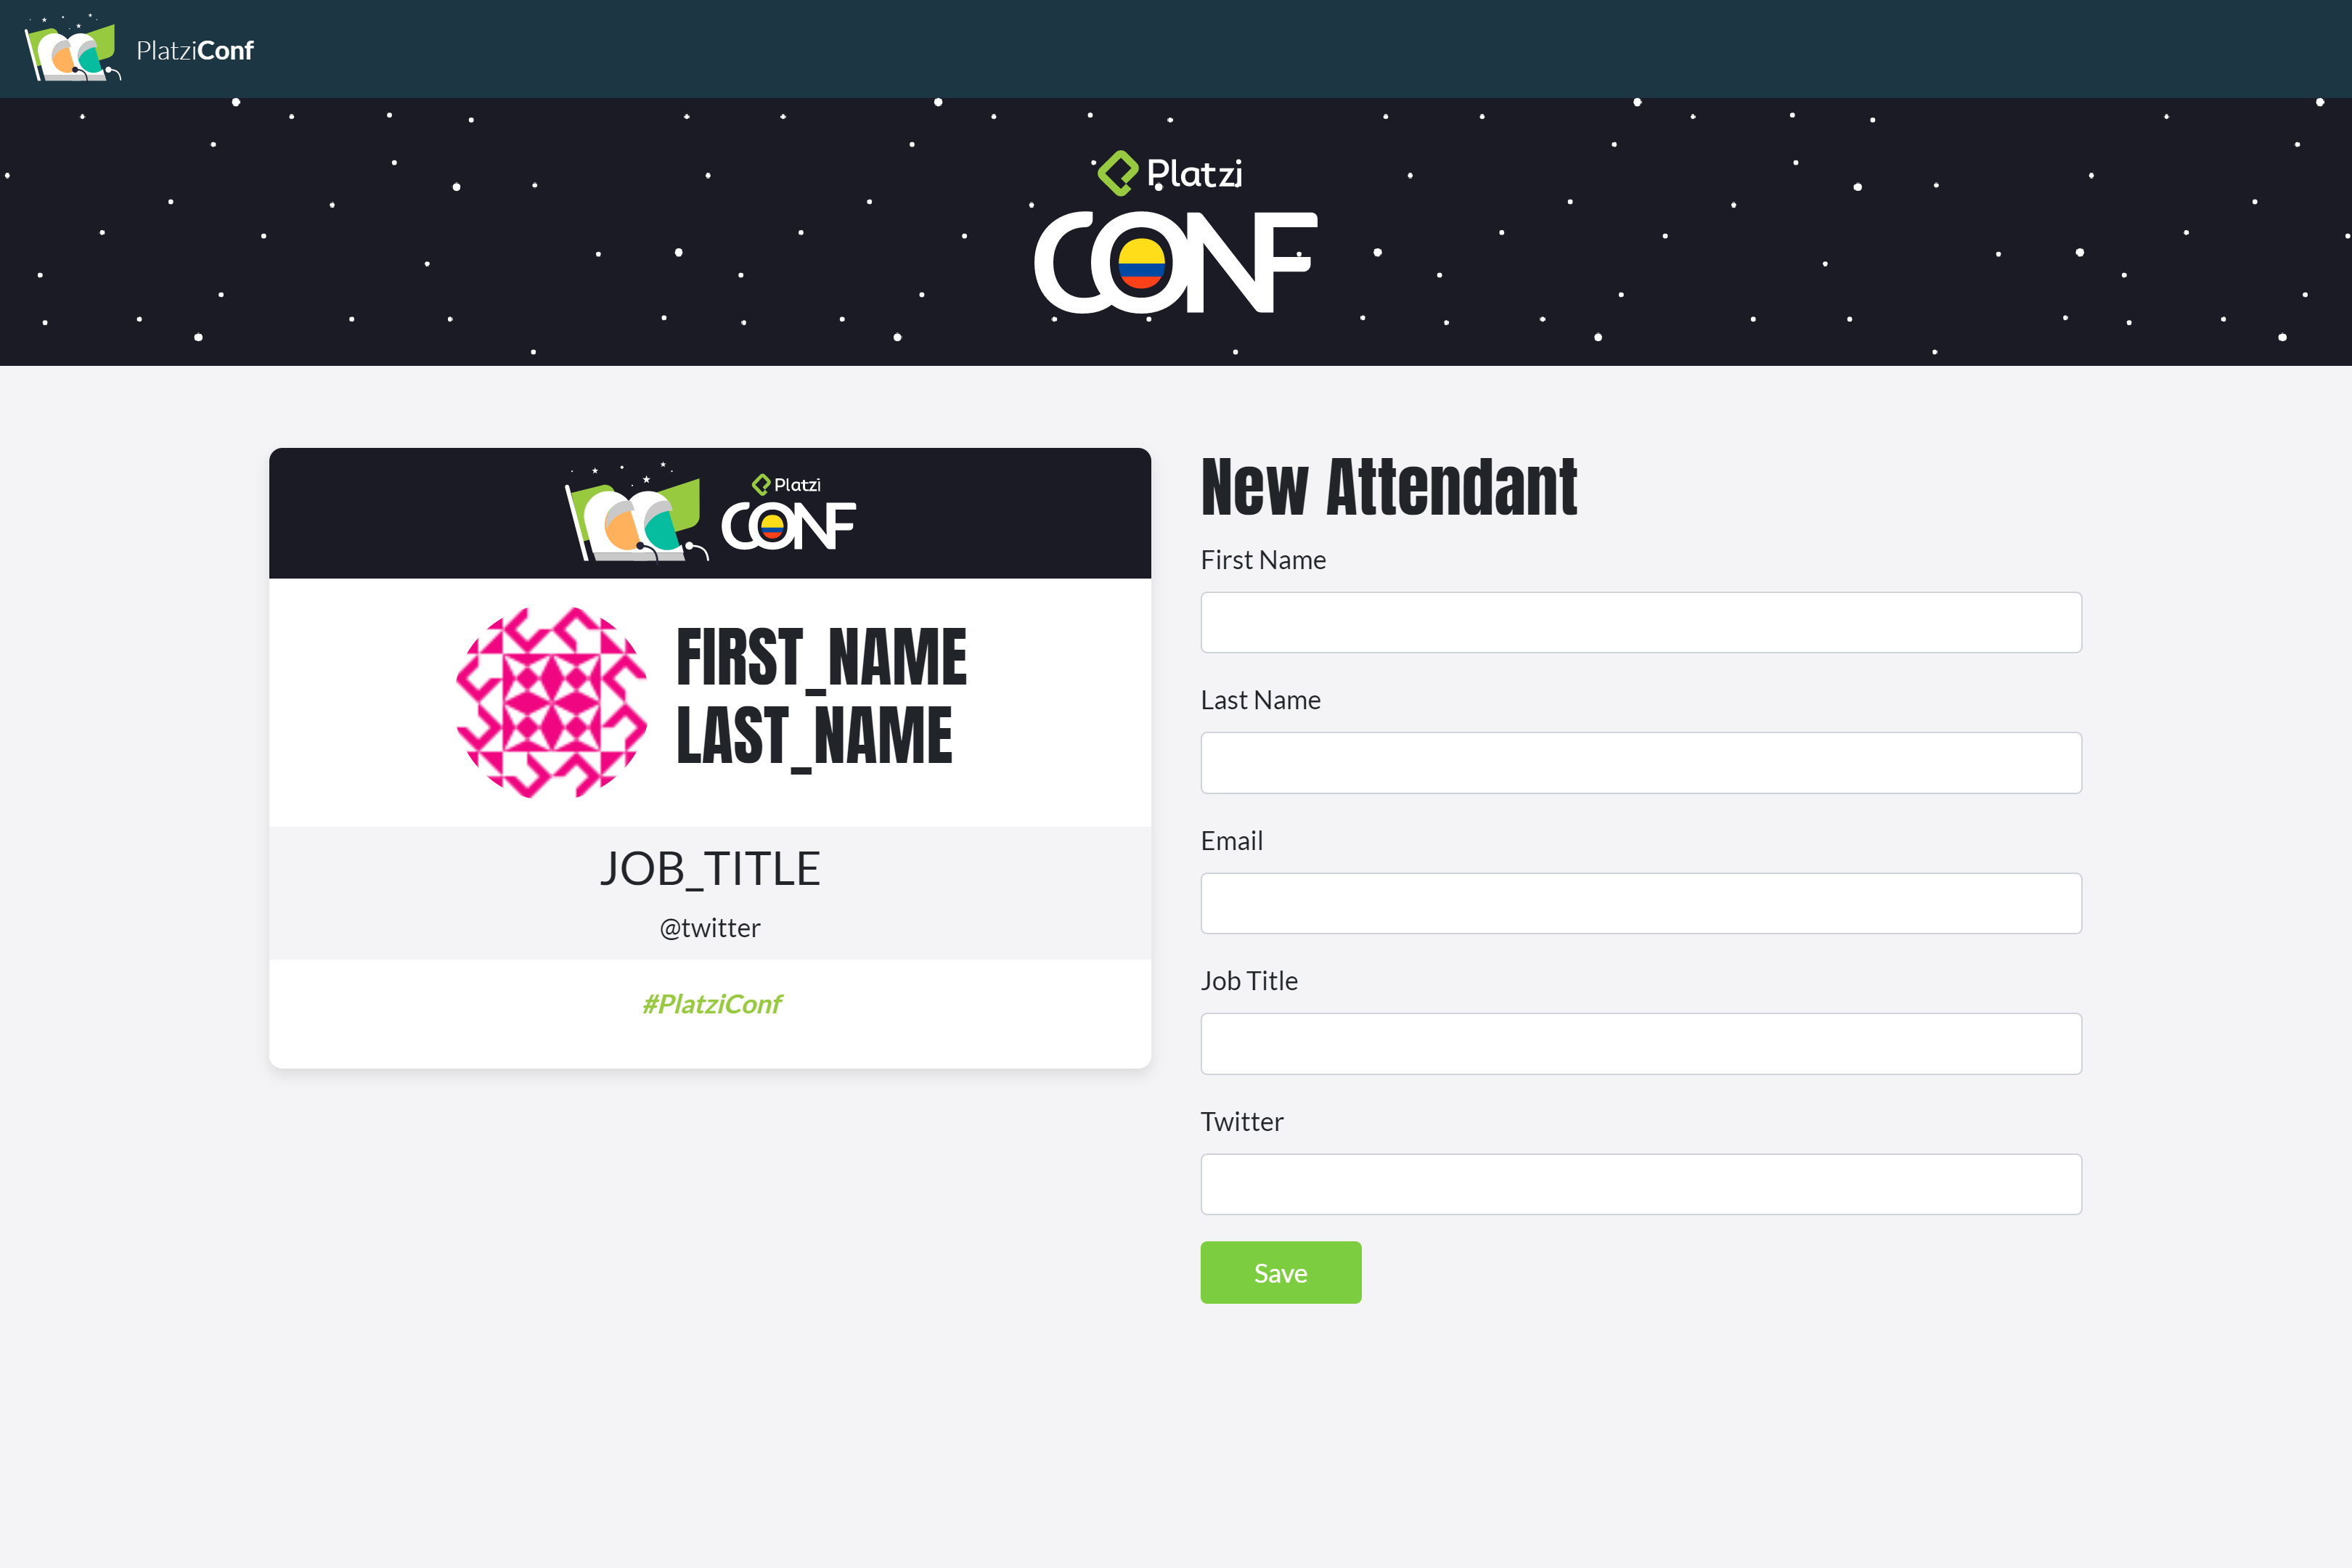 PlatziConf
Platzi
CONF
Platzi
CONF
FIRST_NAME
LAST_NAME
JOB_TITLE
@twitter
#PlatziConf
New Attendant
First Name
Last Name
Email
Job Title
Twitter
Save